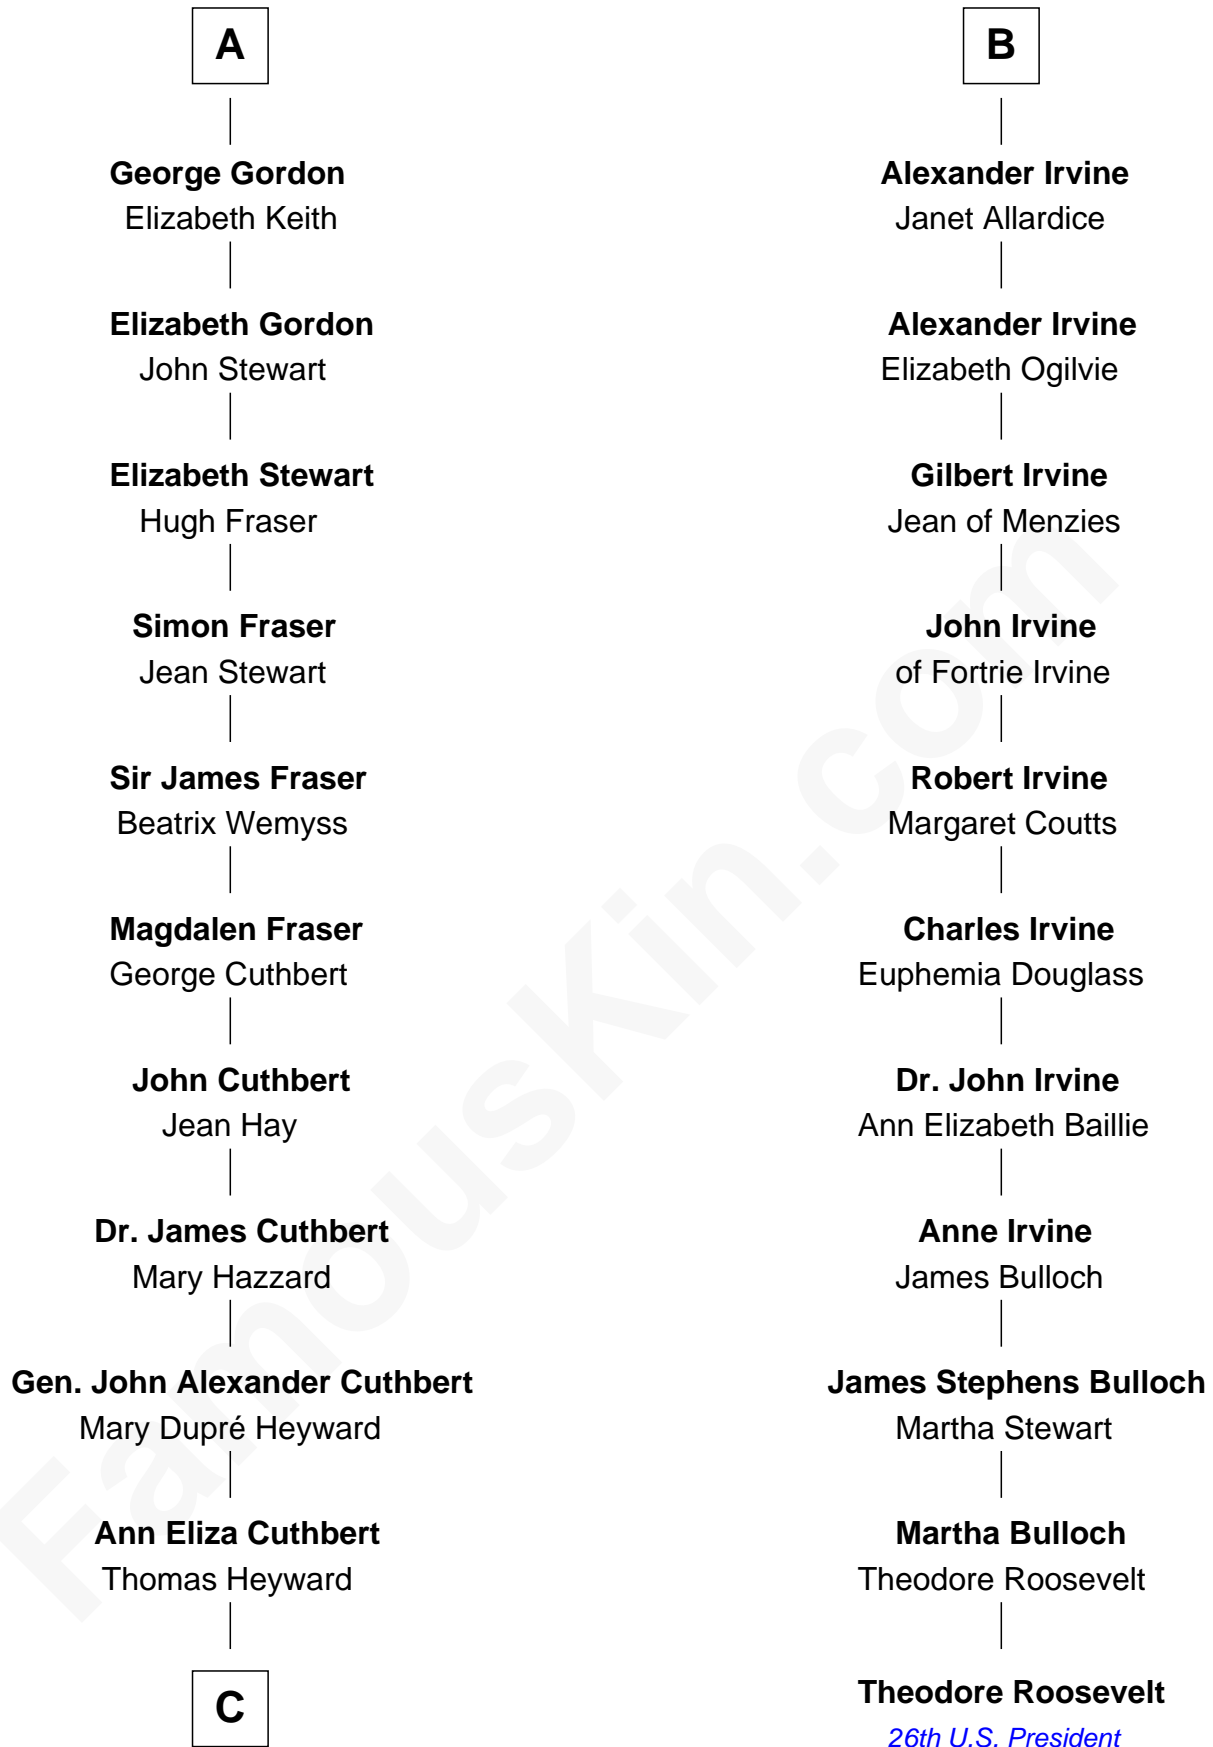 A
George Gordon
Elizabeth Keith
Elizabeth Gordon
John Stewart
Elizabeth Stewart
Hugh Fraser
Simon Fraser
Jean Stewart
Sir James Fraser
Beatrix Wemyss
Magdalen Fraser
George Cuthbert
John Cuthbert
Jean Hay
Dr. James Cuthbert
Mary Hazzard
Gen. John Alexander Cuthbert
Mary Dupré Heyward
Ann Eliza Cuthbert
Thomas Heyward
C
B
Alexander Irvine
Janet Allardice
Alexander Irvine
Elizabeth Ogilvie
Gilbert Irvine
Jean of Menzies
John Irvine
of Fortrie Irvine
Robert Irvine
Margaret Coutts
Charles Irvine
Euphemia Douglass
Dr. John Irvine
Ann Elizabeth Baillie
Anne Irvine
James Bulloch
James Stephens Bulloch
Martha Stewart
Martha Bulloch
Theodore Roosevelt
Theodore Roosevelt
26th U.S. President
FamousKin.com